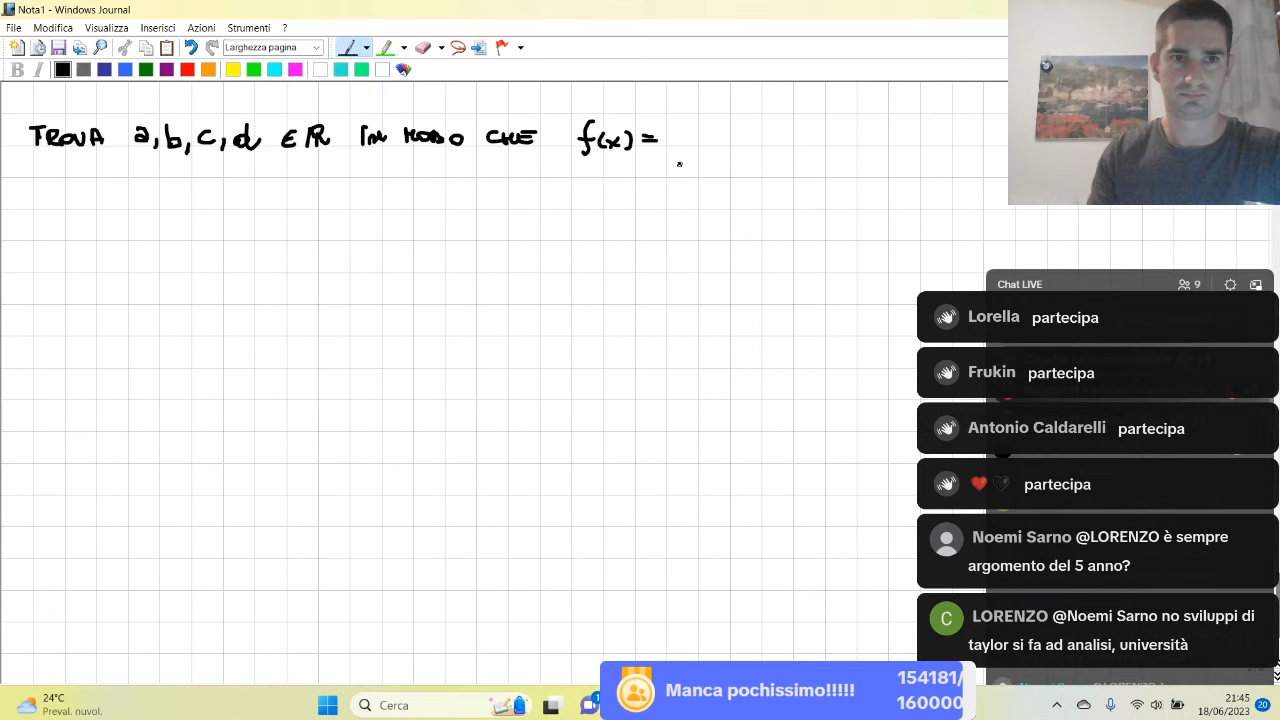 Nota1 - Windows Journal
File Modifica Visualizza Inserisci Azioni Strumenti ?
Larghezza pagina
B I
TROVA a, b, c, d ∈ ℝ IN MODO CHE f(x) =
Chat LIVE 9
Lorella partecipa
Frukin partecipa
Antonio Caldarelli partecipa
partecipa
Noemi Sarno @LORENZO è sempre
argomento del 5 anno?
C LORENZO @Noemi Sarno no sviluppi di
taylor si fa ad analisi, università
Manca pochissimo!!!!! 154181/
160000
24°C
Preval. nuvol.
Cerca
1
21:45
18/06/2023
20